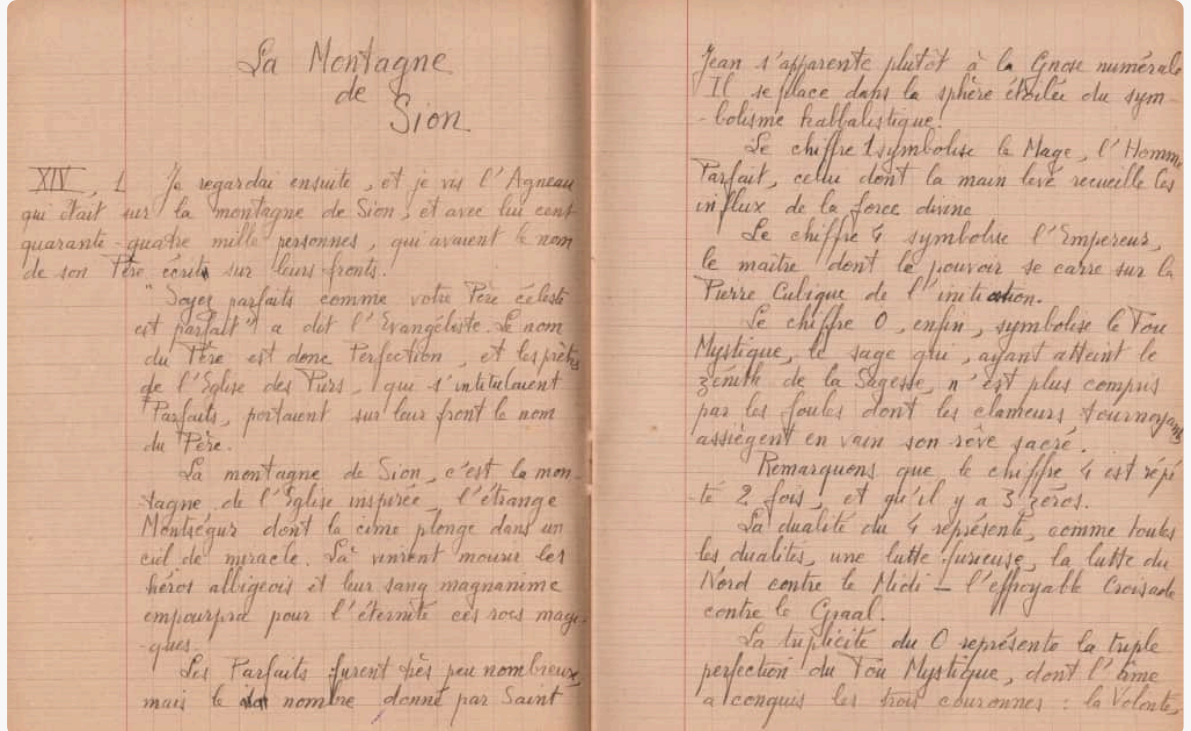 La Montagne
de
Sion
XIV, 1 Je regardai ensuite, et je vis l'Agneau
qui était sur la montagne de Sion, et avec lui cent
quarante-quatre mille personnes, qui avaient le nom
de son Père écrit sur leurs fronts.
"Soyez parfaits comme votre Père céleste
est parfait" a dit l'Evangéliste. Le nom
du Père est donc Perfection, et les prêtres
de l'Eglise des Purs, qui s'intitulaient
Parfaits, portaient sur leur front le nom
du Père.
La montagne de Sion, c'est la mon-
tagne de l'Eglise inspirée, l'étrange
Montségur dont la cime plonge dans un
ciel de miracle. Là vinrent mourir les
héros albigeois et leur sang magnanime
empourpra pour l'éternité ces rocs magi-
-ques.
Les Parfaits furent très peu nombreux,
mais le nombre donné par Saint
Jean s'apparente plutôt à la Gnose numérale
Il se place dans la sphère étoilée du sym-
-bolisme kabbalistique.
Le chiffre 1 symbolise le Mage, l'Homme
Parfait, celui dont la main levé recueille les
influx de la force divine
Le chiffre 4 symbolise l'Empereur,
le maître dont le pouvoir se carre sur la
Pierre Cubique de l'initiation.
Le chiffre 0, enfin, symbolise le Fou
Mystique, le sage qui, ayant atteint le
zénith de la Sagesse, n'est plus compris
par les foules dont les clameurs tournoyant
assiègent en vain son rêve sacré.
Remarquons que le chiffre 4 est répé
-té 2 fois, et qu'il y a 3 zéros.
La dualité du 4 représente, comme toutes
les dualités, une lutte furieuse, la lutte du
Nord contre le Midi – l'effroyable Croisade
contre le Graal.
La triplicité du 0 représente la triple
perfection du Fou Mystique, dont l'âme
a conquis les trois couronnes : la Volonté,